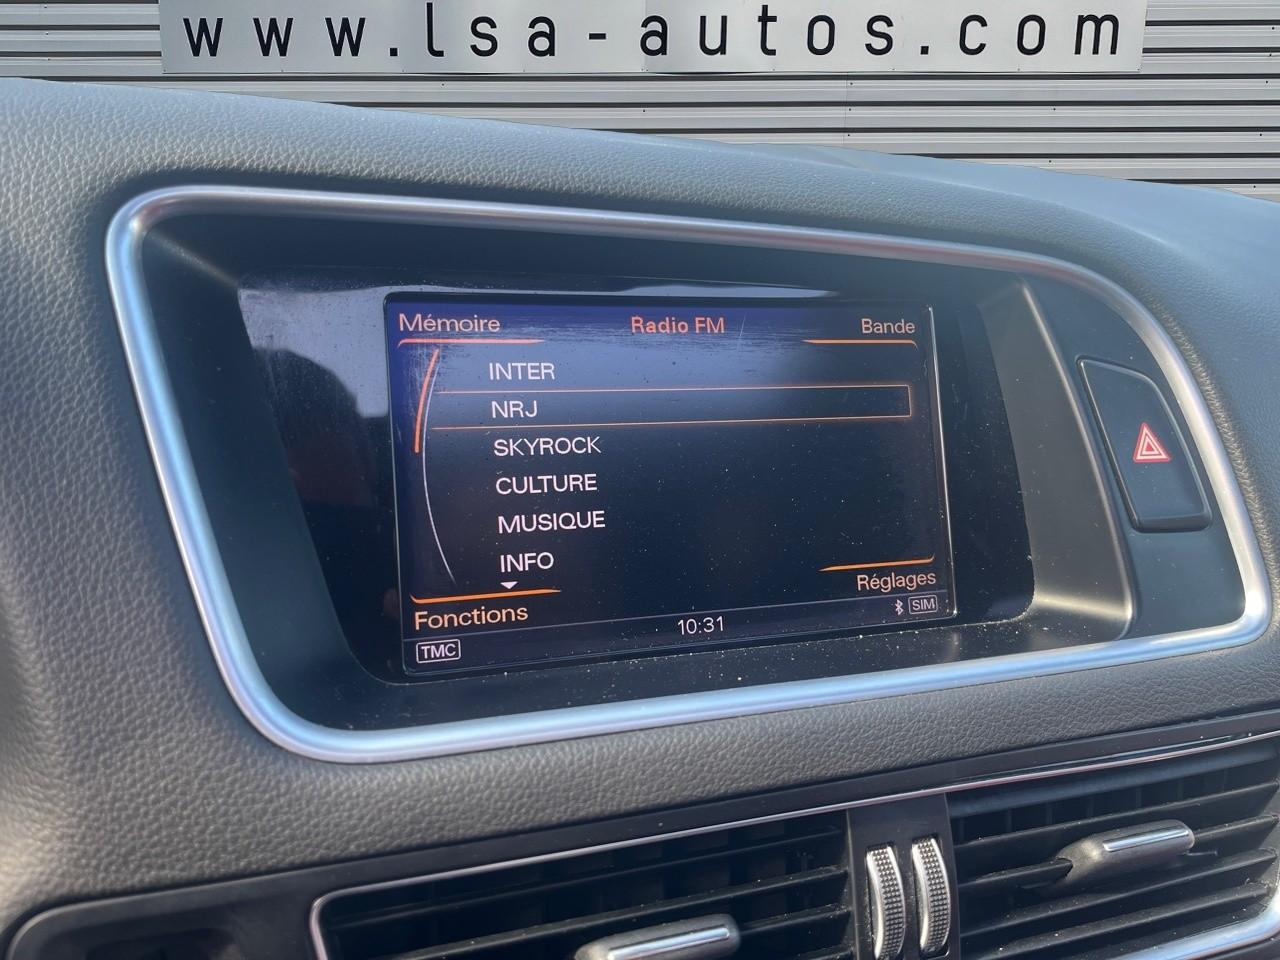 www.lsa-autos.com
Mémoire Radio FM Bande
INTER
NRJ
SKYROCK
CULTURE
MUSIQUE
INFO
Fonctions Réglages
TMC 10:31 SIM